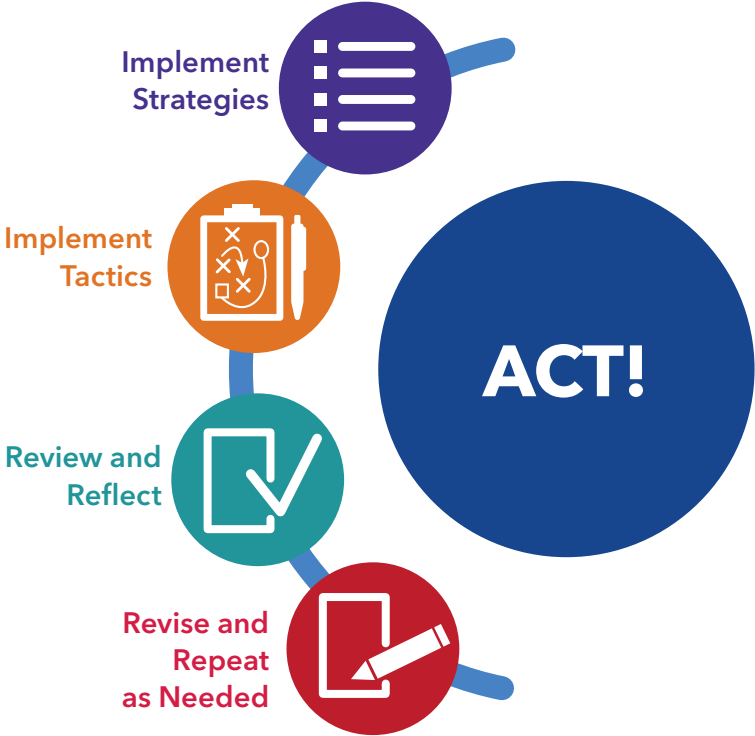 Implement
Strategies
Implement
Tactics
ACT!
Review and
Reflect
Revise and
Repeat
as Needed